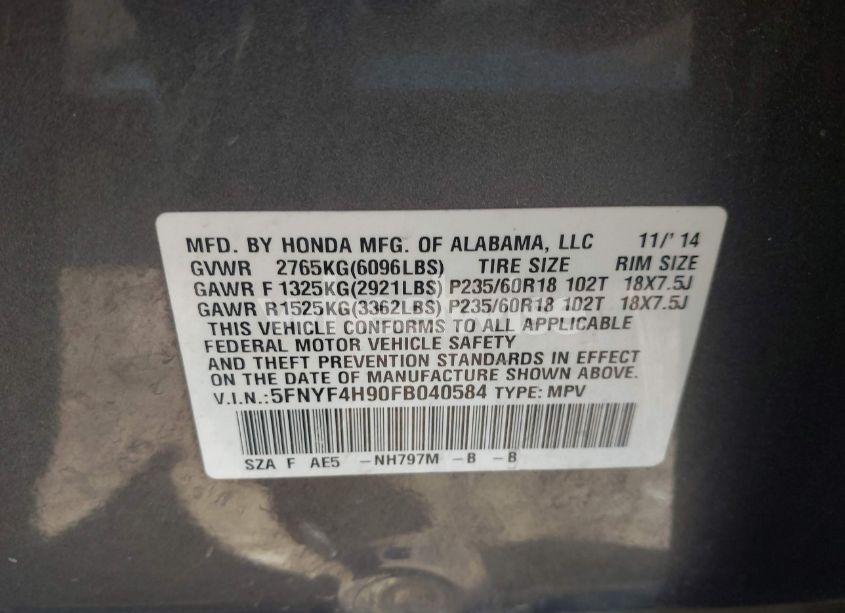 MFD. BY HONDA MFG. OF ALABAMA, LLC 11/' 14
GVWR 2765KG(6096LBS) TIRE SIZE RIM SIZE
GAWR F 1325KG(2921LBS) P235/60R18 102T 18X7.5J
GAWR R1525KG(3362LBS) P235/60R18 102T 18X7.5J
THIS VEHICLE CONFORMS TO ALL APPLICABLE
FEDERAL MOTOR VEHICLE SAFETY
AND THEFT PREVENTION STANDARDS IN EFFECT
ON THE DATE OF MANUFACTURE SHOWN ABOVE.
V.I.N.:5FNYF4H90FB040584 TYPE: MPV
SZA F AE5 -NH797M -B -B